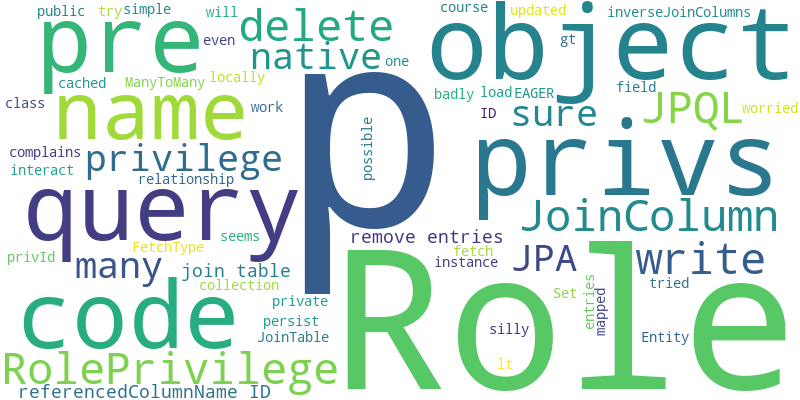 public
try
simple
will
course
updated
inverseJoinColumns
pre
delete
object
even
native
one
gt
cached
ManyToMany
locally
field
class
name
work
badly
load
EAGER
JPQL
worried
ID
sure
possible
complains
privilege
privs
interact
relationship
query
JoinColumn
remove entries
seems
FetchType
fetch
privId
many
join table
instance
JPA
write
p
collection
tried
code
private
Set
entries
mapped
persist
silly
JoinTable
Entity
Role
RolePrivilege
lt
referencedColumnName ID